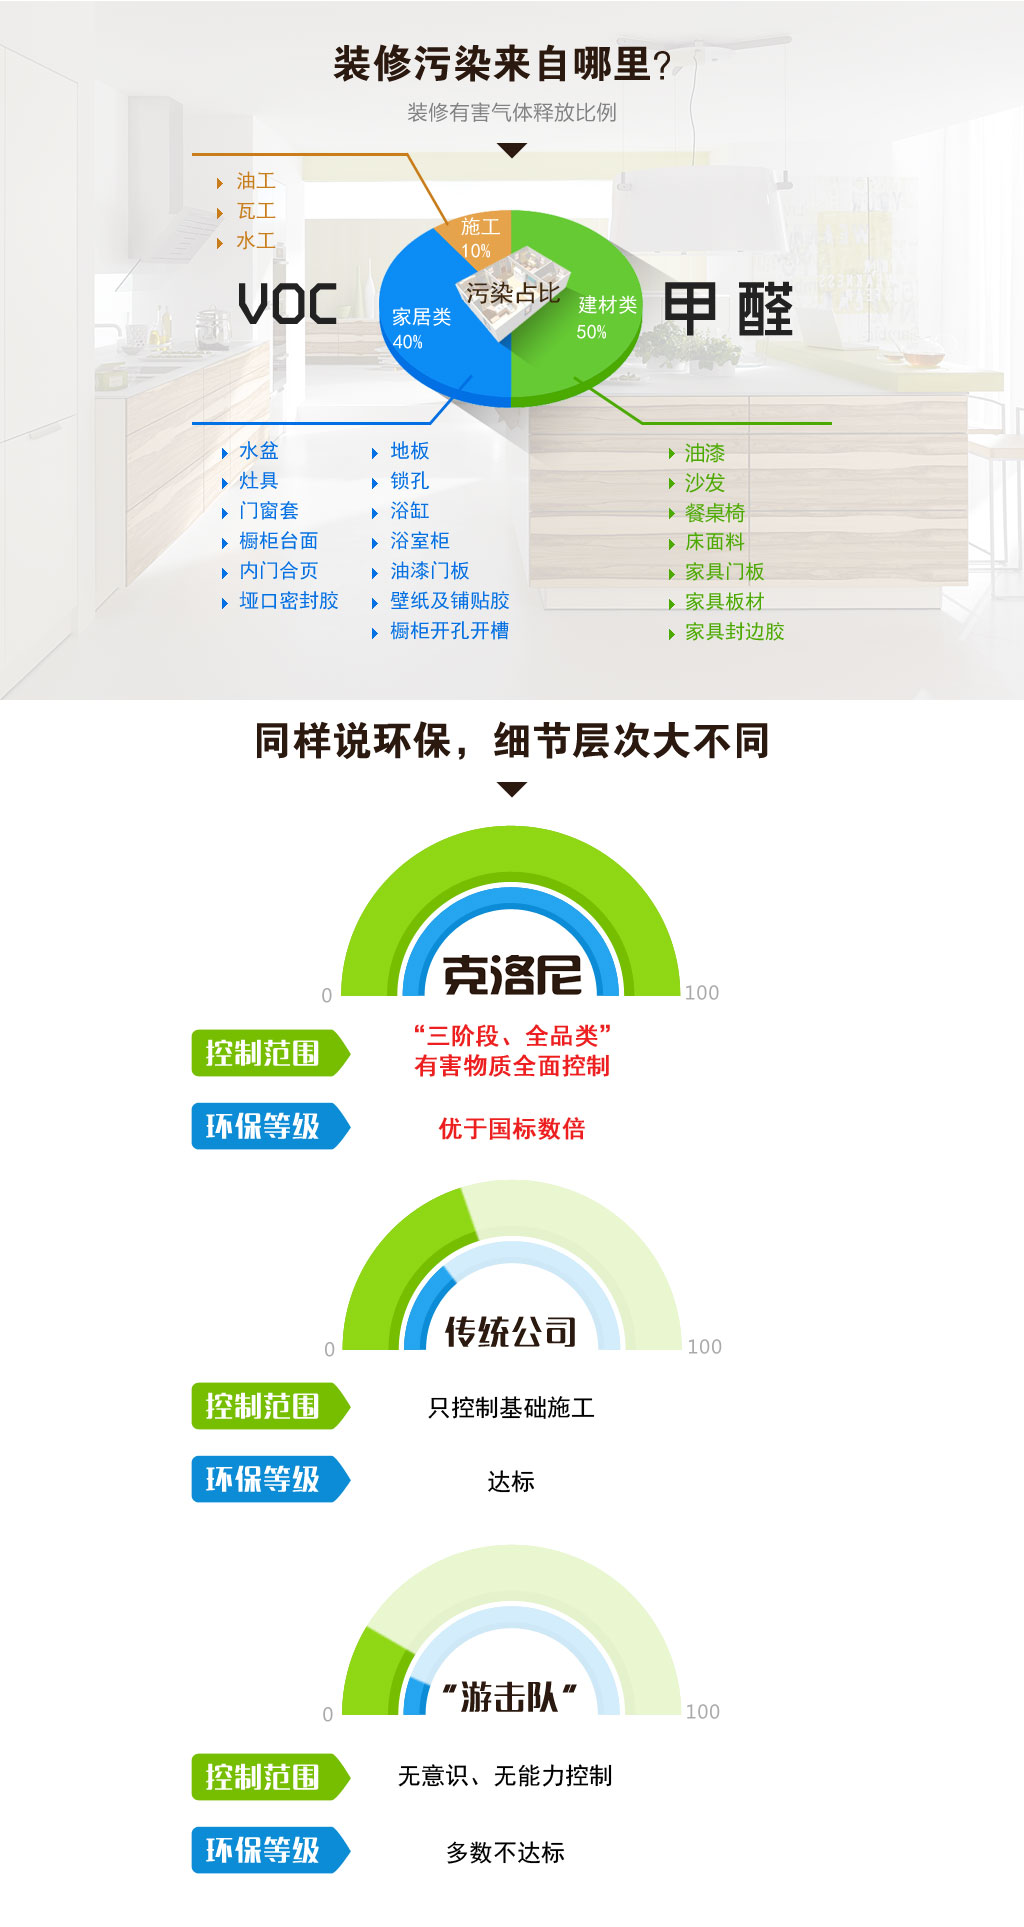 装修污染来自哪里?
装修有害气体释放比例
油工
瓦工
水工
施工
10%
污染占比
家居类
40%
建材类
50%
VOC
甲醛
水盆
灶具
门窗套
橱柜台面
内门合页
垭口密封胶
地板
锁孔
浴缸
浴室柜
油漆门板
壁纸及铺贴胶
橱柜开孔开槽
油漆
沙发
餐桌椅
床面料
家具门板
家具板材
家具封边胶
同样说环保，细节层次大不同
克洛尼
0
100
控制范围
“三阶段、全品类”
有害物质全面控制
环保等级
优于国标数倍
传统公司
0
100
控制范围
只控制基础施工
环保等级
达标
“游击队”
0
100
控制范围
无意识、无能力控制
环保等级
多数不达标